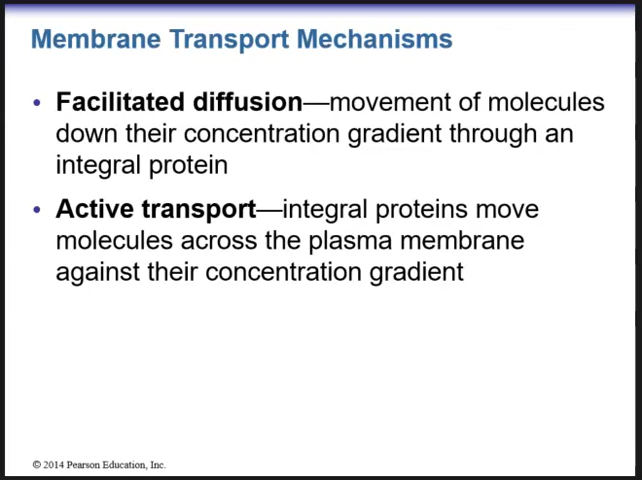 Membrane Transport Mechanisms
• Facilitated diffusion—movement of molecules
down their concentration gradient through an
integral protein
• Active transport—integral proteins move
molecules across the plasma membrane
against their concentration gradient
© 2014 Pearson Education, Inc.